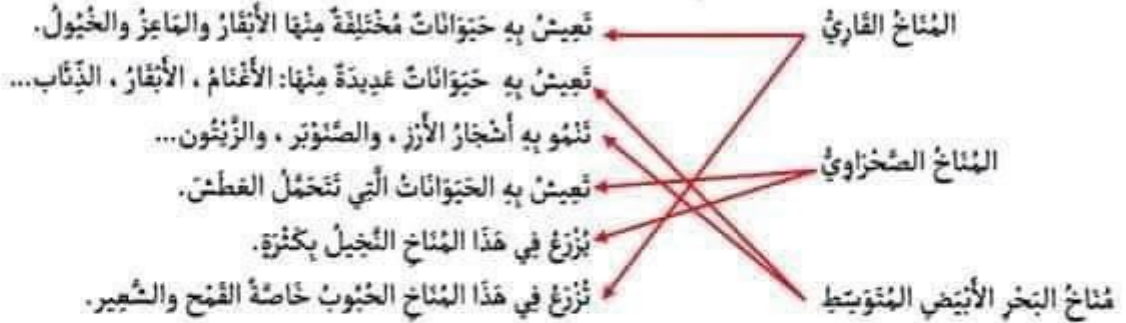 المُنَاخُ القَارِيُّ
تَعِيشُ بِهِ حَيَوَانَاتٌ مُخْتَلِفَةٌ مِنْهَا الأَبْقَارُ والمَاعِزُ والخُيُولُ.
تَعِيشُ بِهِ حَيَوَانَاتٌ عَدِيدَةٌ مِنْهَا: الأَغْنَامُ ، الأَبْقَارُ ، الذِّئَاب...
تَنْمُو بِهِ أَشْجَارُ الأَرْزِ ، والصَّنَوْبَر ، والزَّيْتُون...
المُنَاخُ الصَّحْرَاوِيُّ
تَعِيشُ بِهِ الحَيَوَانَاتُ الَّتِي تَتَحَمَّلُ العَطَشَ.
يُزْرَعُ فِي هَذَا المُنَاخِ النَّخِيلُ بِكَثْرَةٍ.
مُنَاخُ البَحْرِ الأَبْيَضِ المُتَوَسِّطِ
تُزْرَعُ فِي هَذَا المُنَاخِ الحُبُوبُ خَاصَّةً القَمْح والشَّعِير.